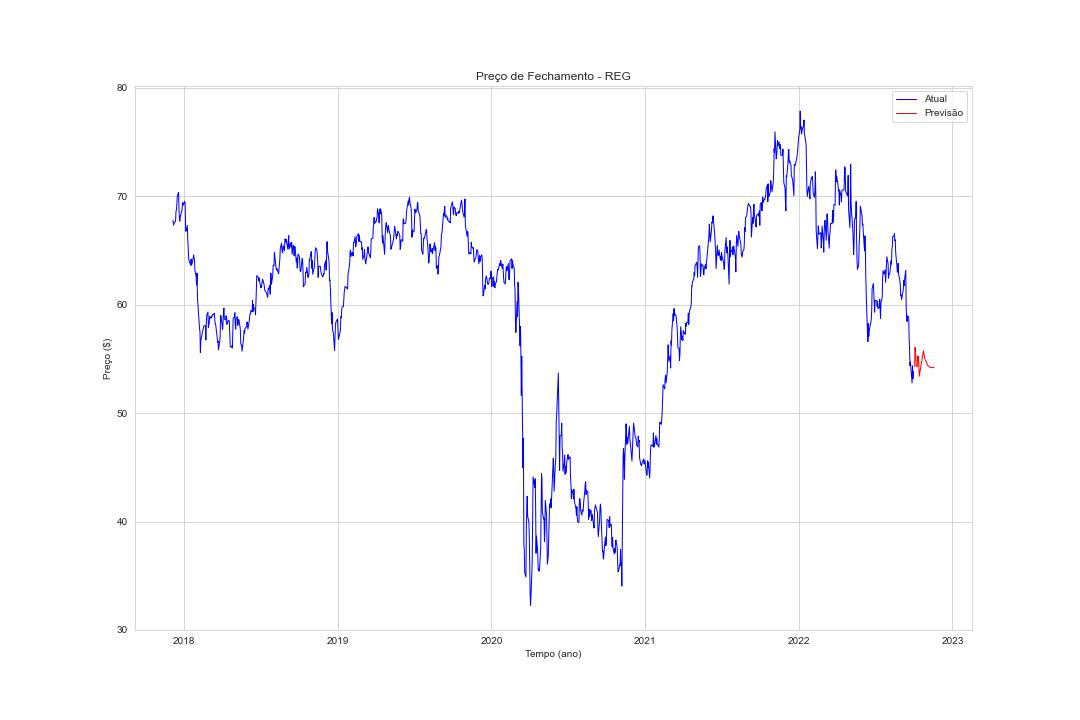 Preço de Fechamento - REG
Atual
Previsão
80
70
60
50
40
30
Preço ($)
2018
2019
2020
2021
2022
2023
Tempo (ano)